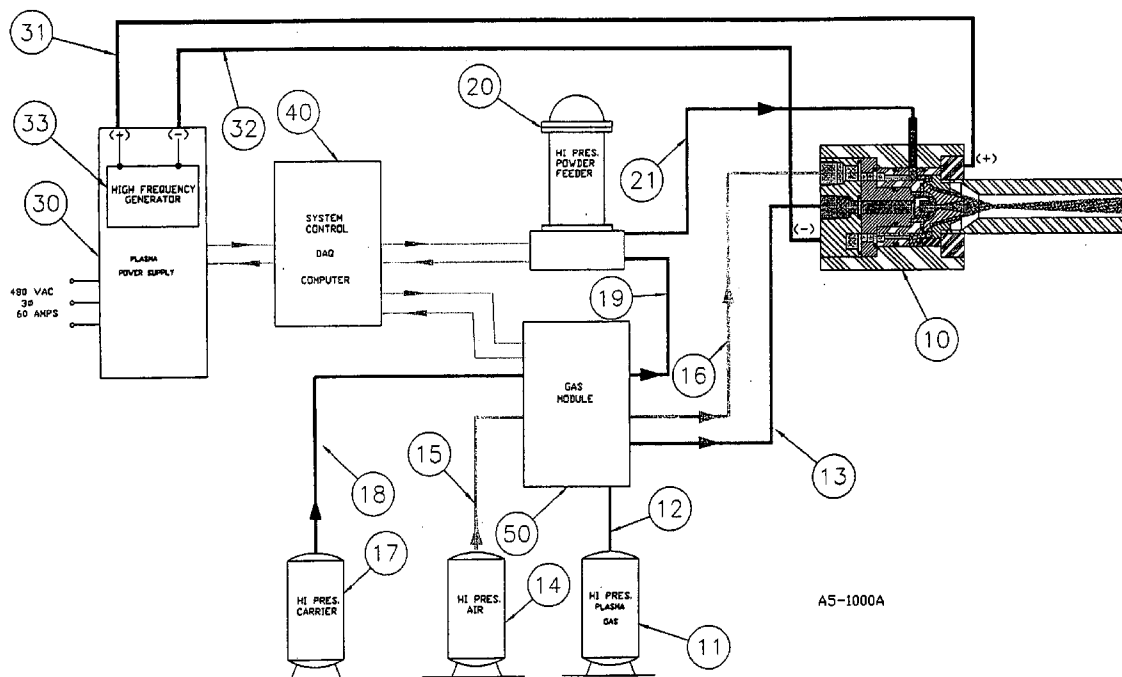 31
32
33
(+)
(-)
HIGH FREQUENCY
GENERATOR
30
PLASMA
POWER SUPPLY
480 VAC
3Ø
60 AMPS
40
SYSTEM
CONTROL
DAQ
COMPUTER
20
HI PRES.
POWDER
FEEDER
21
(+)
(-)
10
19
16
GAS
MODULE
13
18
15
50
12
17
HI PRES.
CARRIER
HI PRES.
AIR
14
HI PRES.
PLASMA
GAS
11
A5-1000A